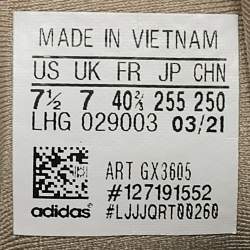 MADE IN VIETNAM
US UK FR JP CHN
7½ 7 40⅔ 255 250
LHG 029003 03/21
ART GX3605
#127191552
adidas #LJJJQRT00260